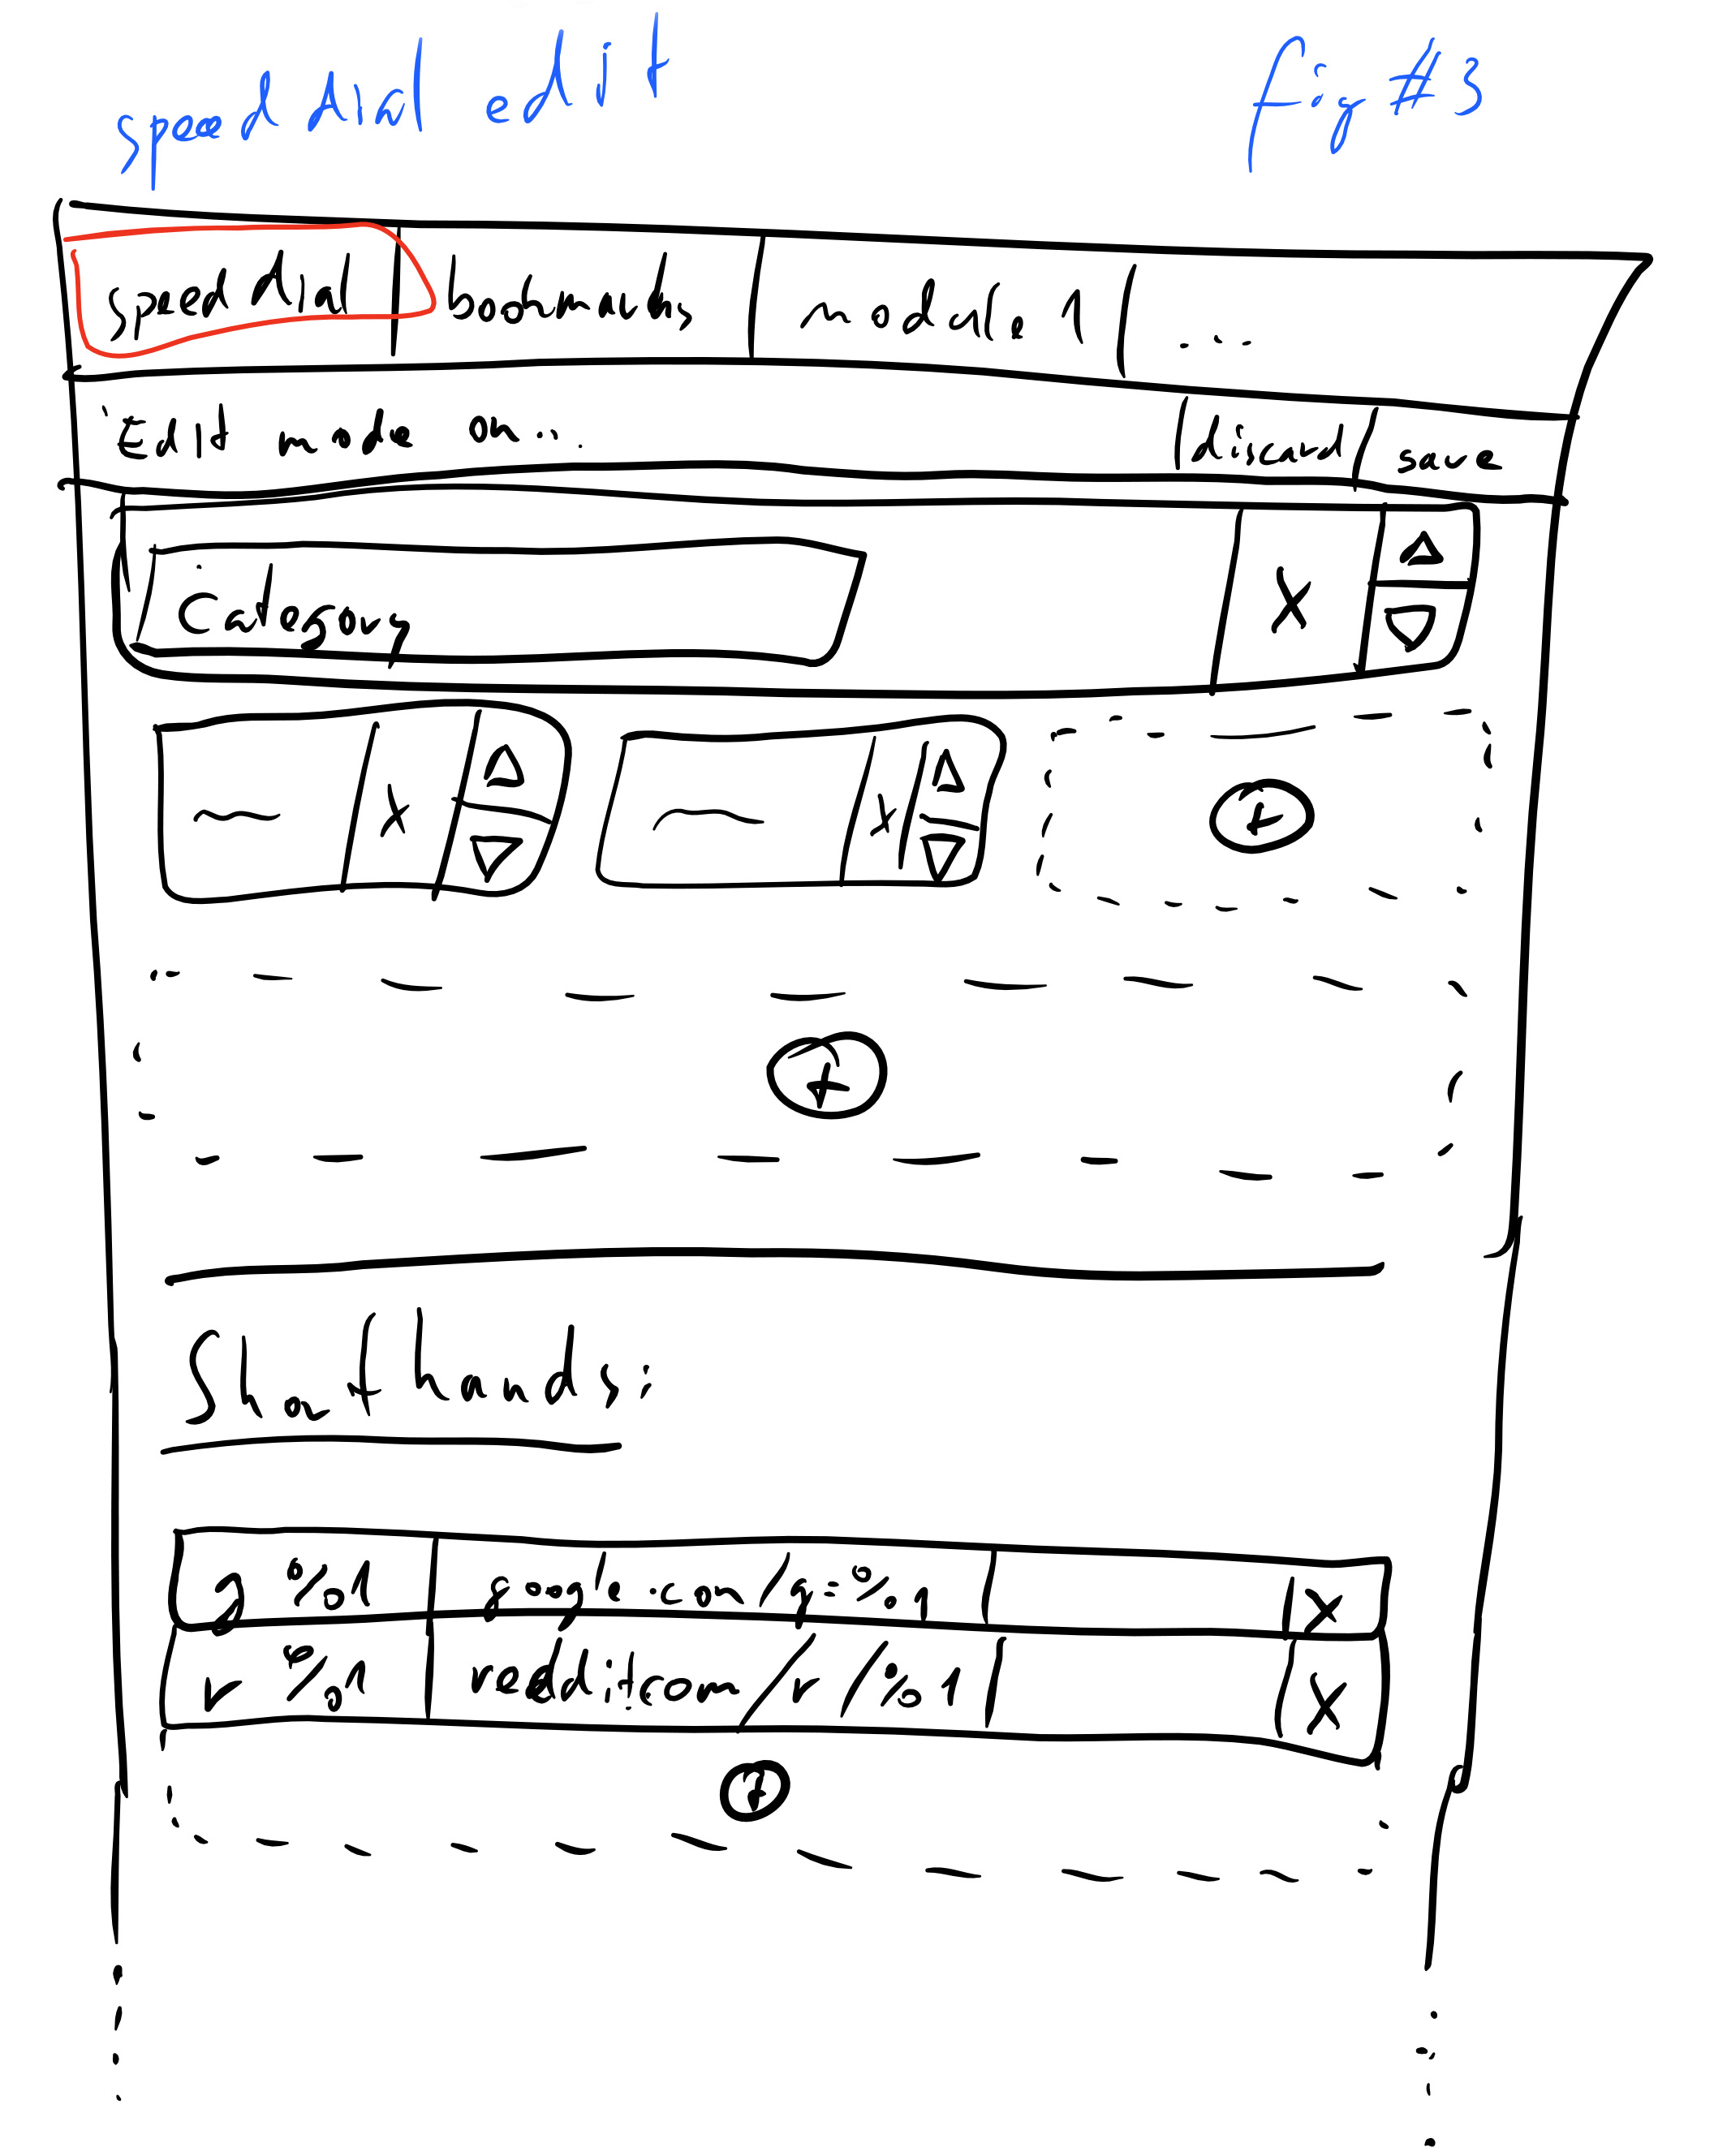 speed dial edit fig #3
speed dial bookmarks module 1 ...
Edit mode on... discard save
Category X
x x +
+
Shorthands:
g %1 google.com/q=%1 X
r %1 reddit.com/r/%1 X
+